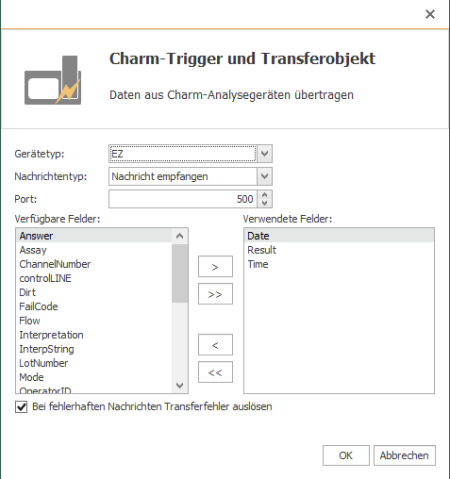 Charm-Trigger und Transferobjekt
Daten aus Charm-Analysegeräten übertragen
Gerätetyp: EZ
Nachrichtentyp: Nachricht empfangen
Port: 500
Verfügbare Felder:
Answer
Assay
ChannelNumber
controlLINE
Dirt
FailCode
Flow
Interpretation
InterpString
LotNumber
Mode
OperatorID
>
>>
<
<<
Verwendete Felder:
Date
Result
Time
Bei fehlerhaften Nachrichten Transferfehler auslösen
OK Abbrechen